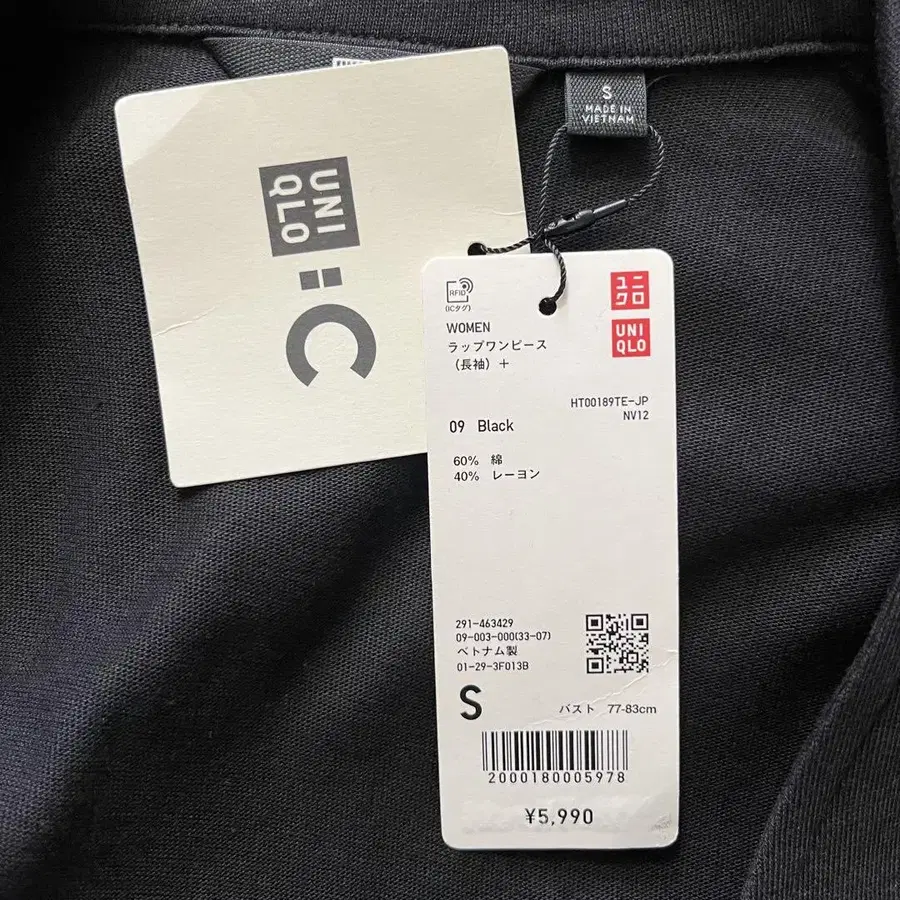 S
MADE IN
VIETNAM
UNI
QLO
: C
RFID
(ICタグ)
ユニ
クロ
UNI
QLO
WOMEN
ラップワンピース
(長袖)+
HT00189TE-JP
NV12
09 Black
60% 綿
40% レーヨン
291-463429
09-003-000(33-07)
ベトナム製
01-29-3F013B
S
バスト 77-83cm
2000180005978
¥5,990